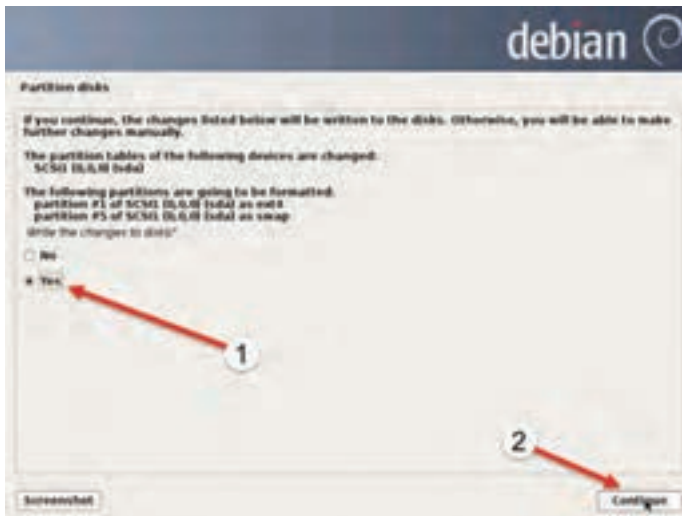 debian
Partition disks
If you continue, the changes listed below will be written to the disks. Otherwise, you will be able to make
further changes manually.
The partition tables of the following devices are changed:
SCSI1 (0,0,0) (sda)
The following partitions are going to be formatted:
partition #1 of SCSI1 (0,0,0) (sda) as ext4
partition #5 of SCSI1 (0,0,0) (sda) as swap
Write the changes to disks?
No
Yes
1
2
Screenshot
Continue